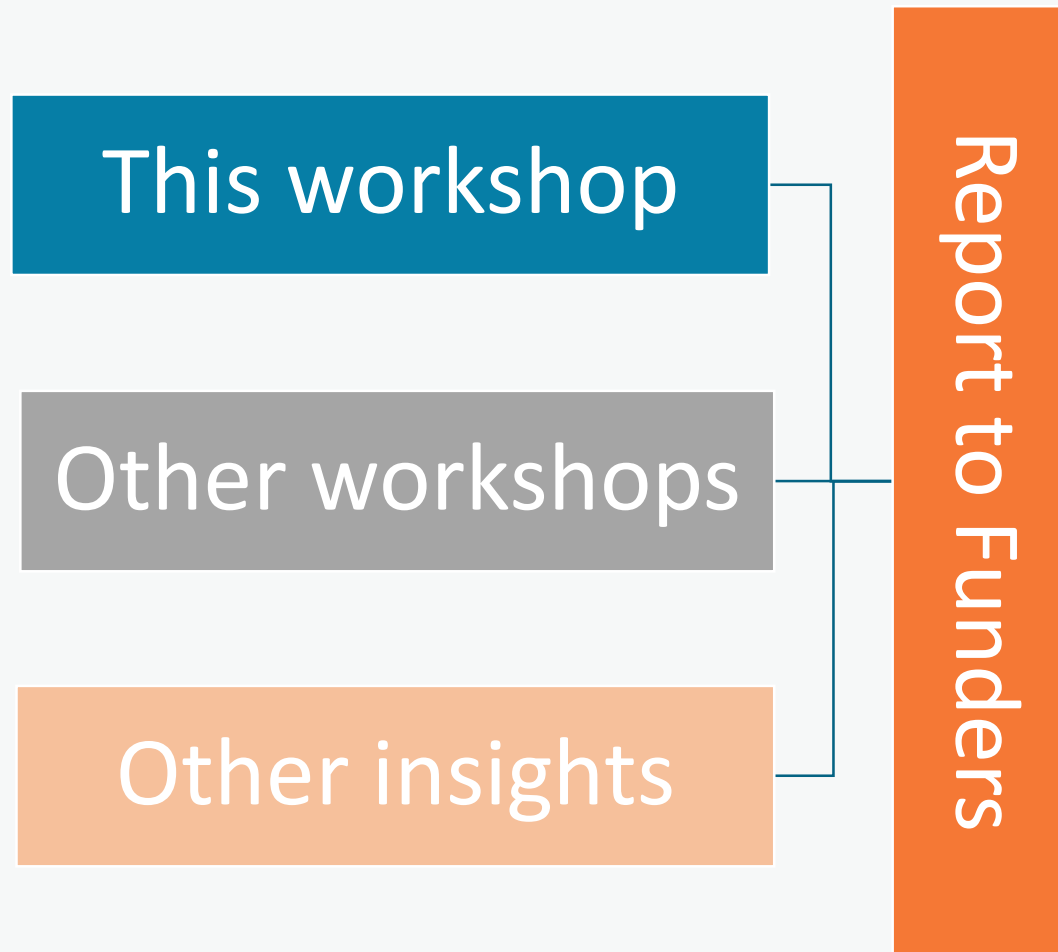 This workshop
Other workshops
Other insights
Report to Funders